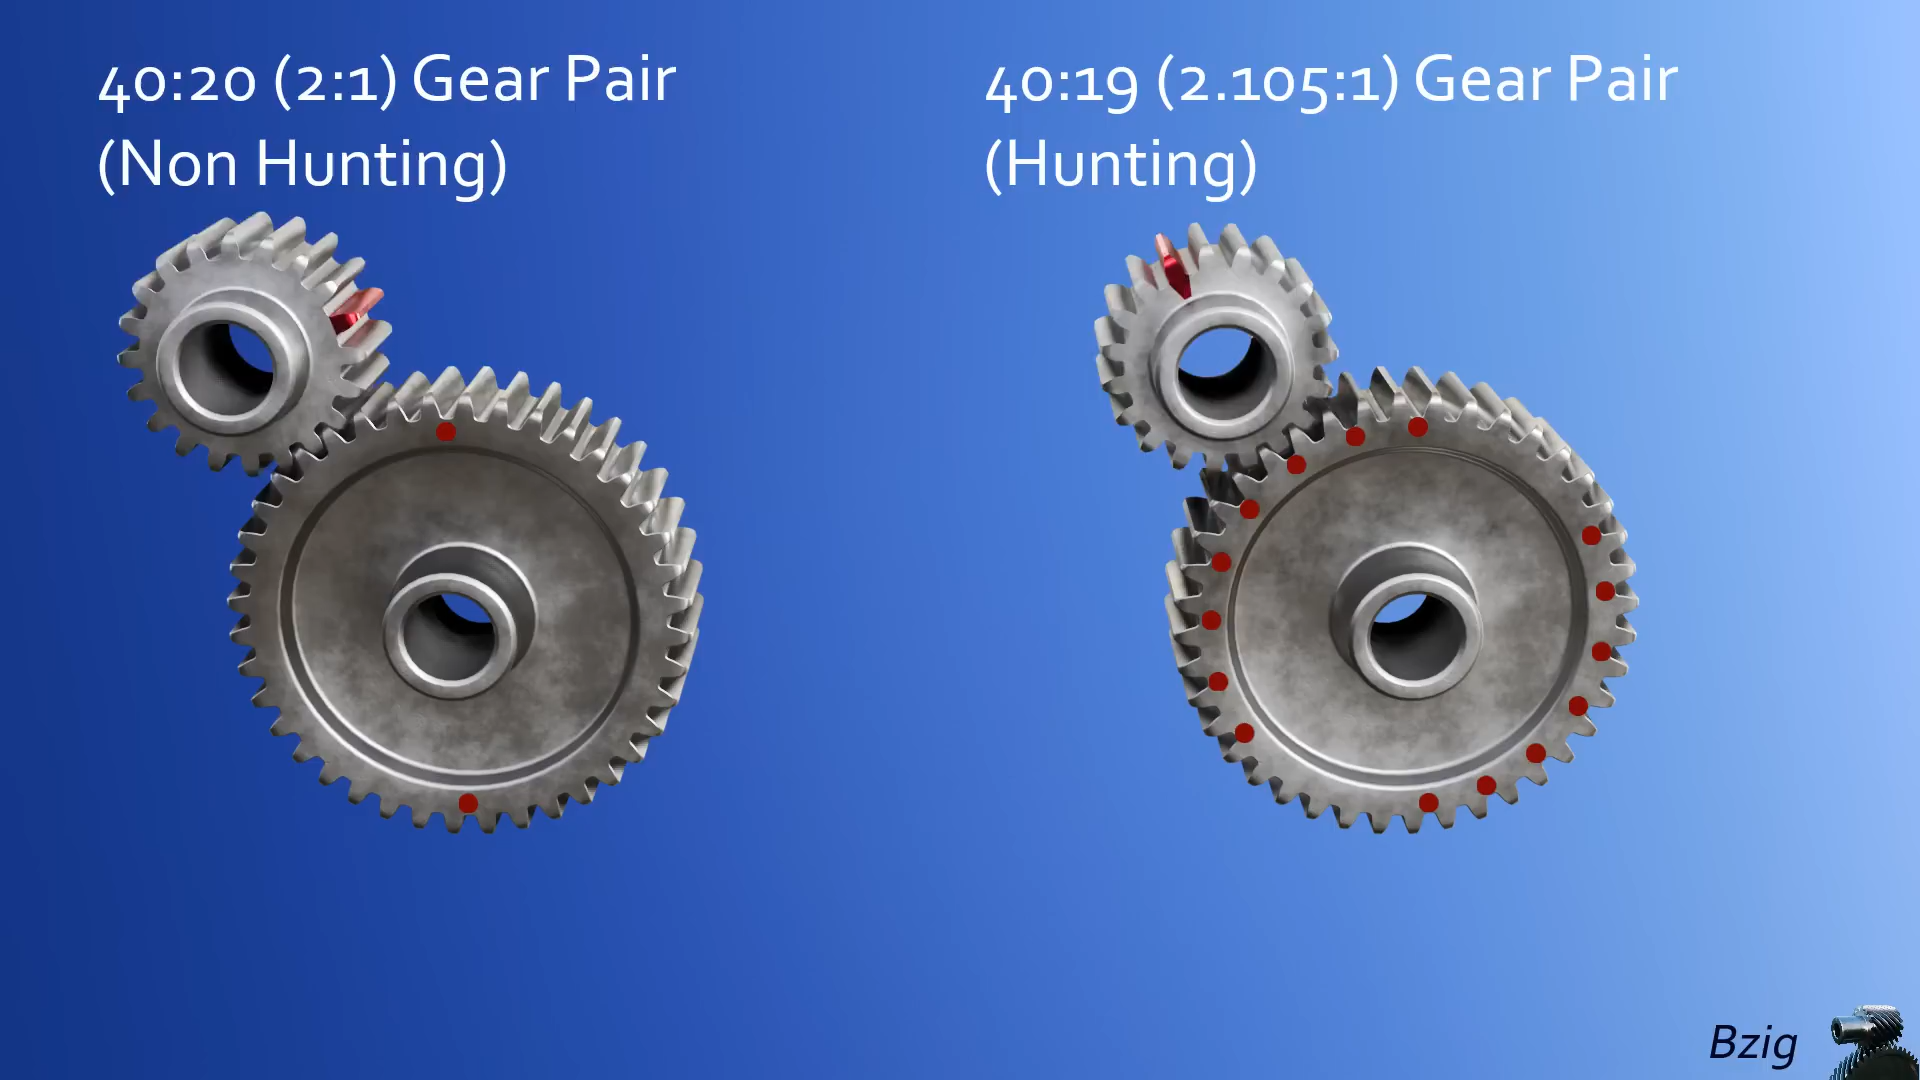 40:20 (2:1) Gear Pair
(Non Hunting)
40:19 (2.105:1) Gear Pair
(Hunting)
Bzig